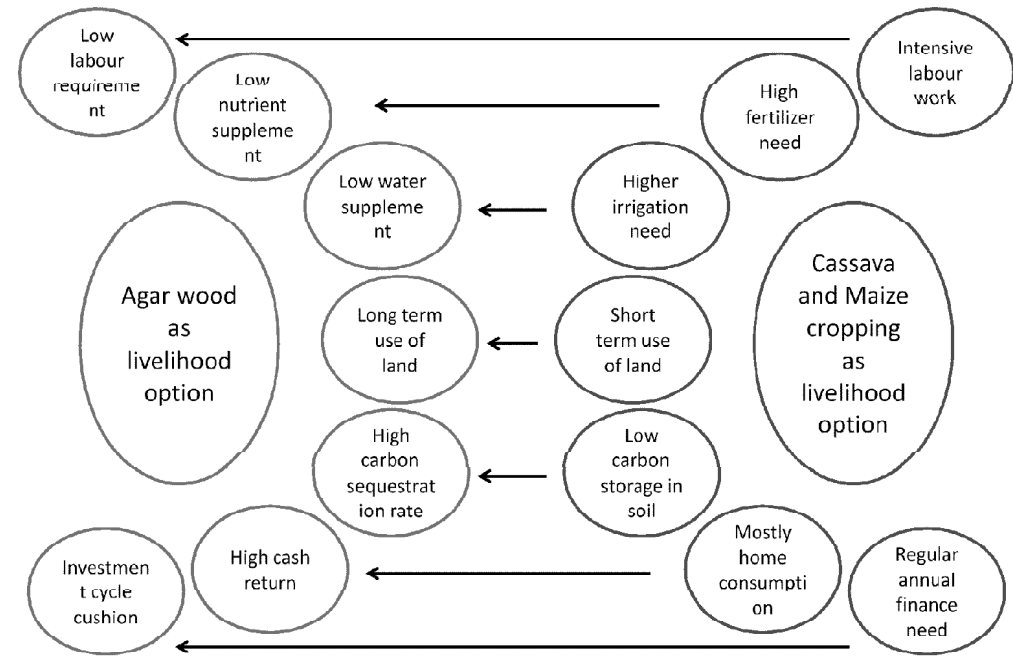 Low
labour
requireme
nt
Low
nutrient
suppleme
nt
Low water
suppleme
nt
Agar wood
as
livelihood
option
Long term
use of
land
High
carbon
sequestrat
ion rate
High cash
return
Investmen
t cycle
cushion
Intensive
labour
work
High
fertilizer
need
Higher
irrigation
need
Short
term use
of land
Cassava
and Maize
cropping
as
livelihood
option
Low
carbon
storage in
soil
Mostly
home
consumpti
on
Regular
annual
finance
need